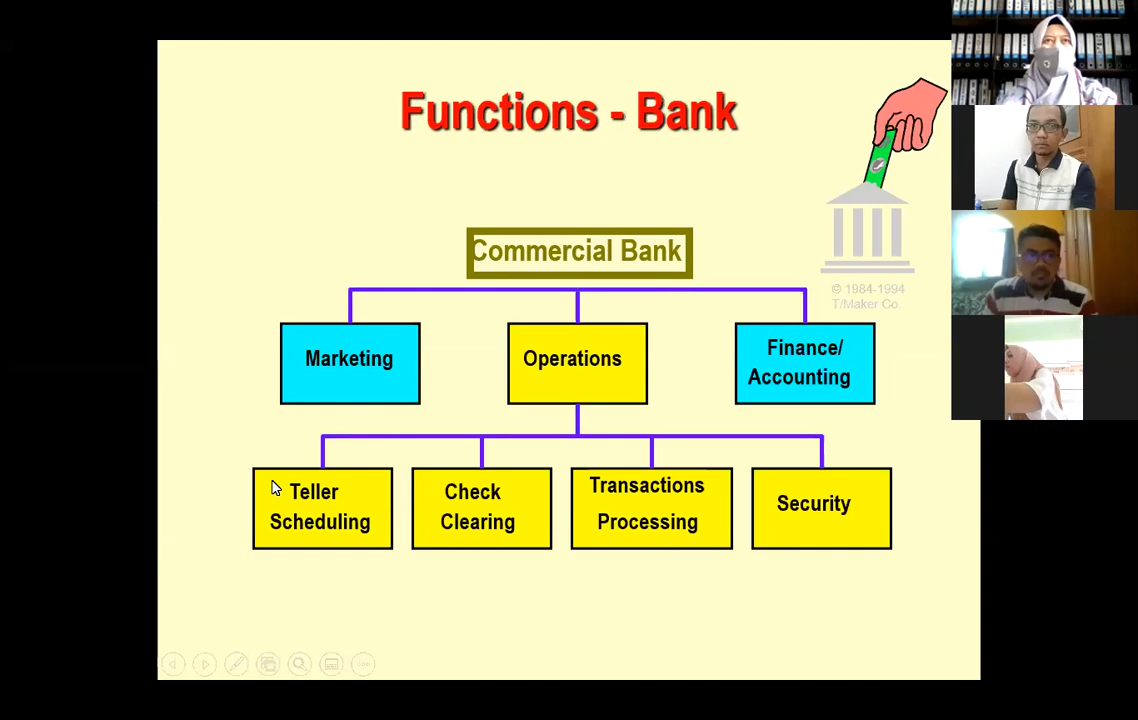 Functions - Bank
© 1984-1994
T/Maker Co.
Commercial Bank
Marketing
Operations
Finance/
Accounting
Teller
Scheduling
Check
Clearing
Transactions
Processing
Security